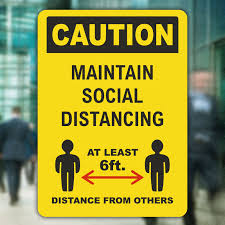 CAUTION
MAINTAIN
SOCIAL
DISTANCING
AT LEAST
6ft.
DISTANCE FROM OTHERS